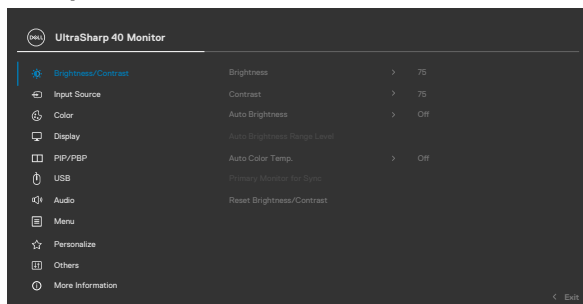 DELL UltraSharp 40 Monitor
Brightness/Contrast Brightness > 75
Input Source Contrast > 75
Color Auto Brightness > Off
Display Auto Brightness Range Level
PIP/PBP Auto Color Temp. > Off
USB Primary Monitor for Sync
Audio Reset Brightness/Contrast
Menu
Personalize
Others
More Information
< Exit